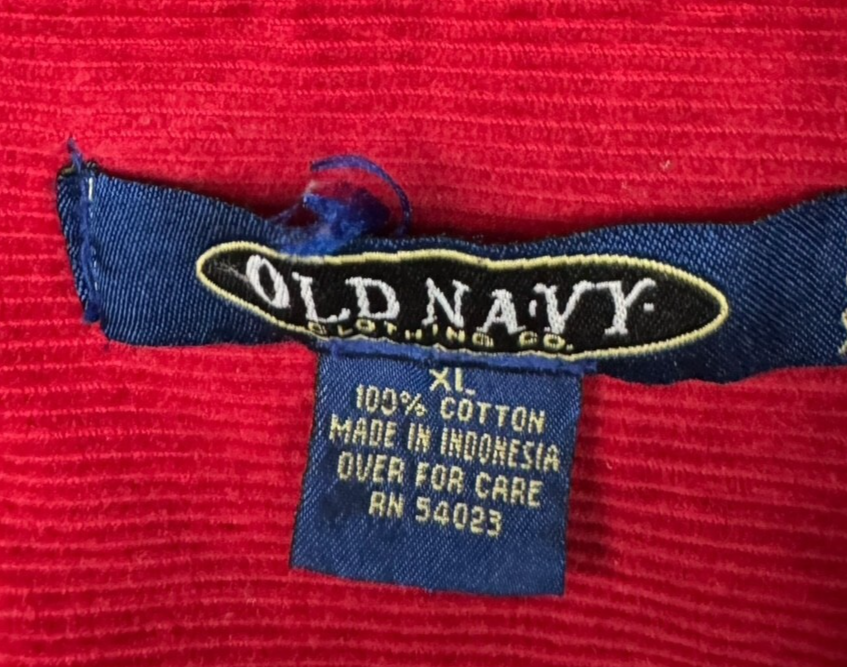 OLD NAVY
CLOTHING CO.
XL
100% COTTON
MADE IN INDONESIA
OVER FOR CARE
RN 54023